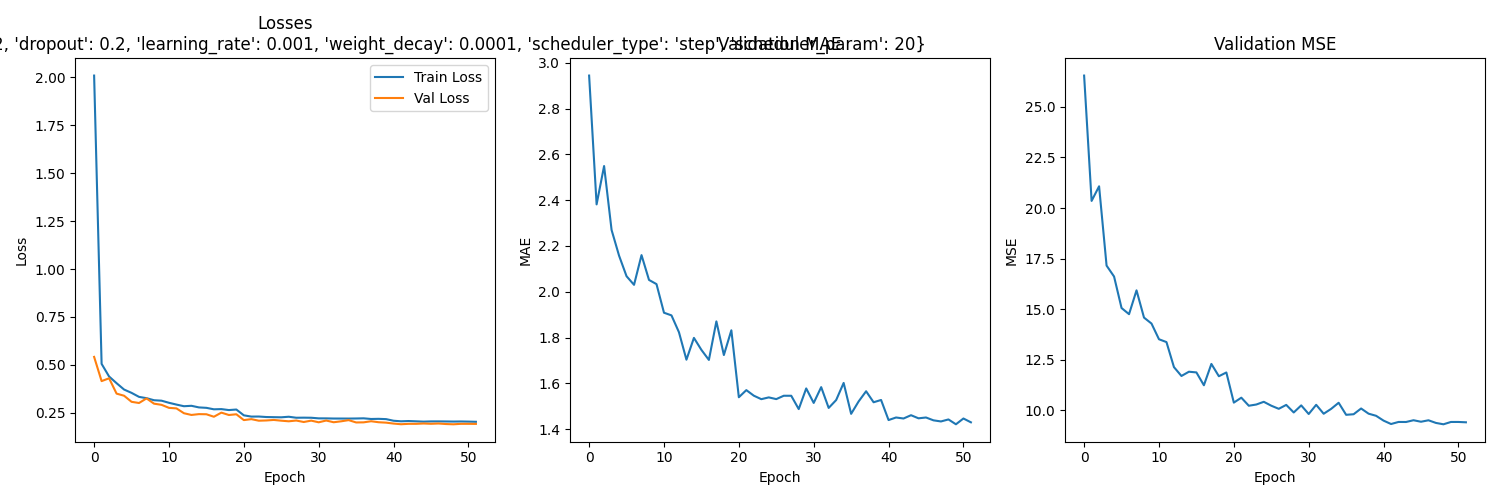 Losses
2, 'dropout': 0.2, 'learning_rate': 0.001, 'weight_decay': 0.0001, 'scheduler_type': 'step', 'scheduler_param': 20}
Train Loss
Val Loss
2.00
1.75
1.50
1.25
1.00
0.75
0.50
0.25
Loss
0 10 20 30 40 50
Epoch
Validation MAE
3.0
2.8
2.6
2.4
2.2
2.0
1.8
1.6
1.4
MAE
0 10 20 30 40 50
Epoch
Validation MSE
25.0
22.5
20.0
17.5
15.0
12.5
10.0
MSE
0 10 20 30 40 50
Epoch